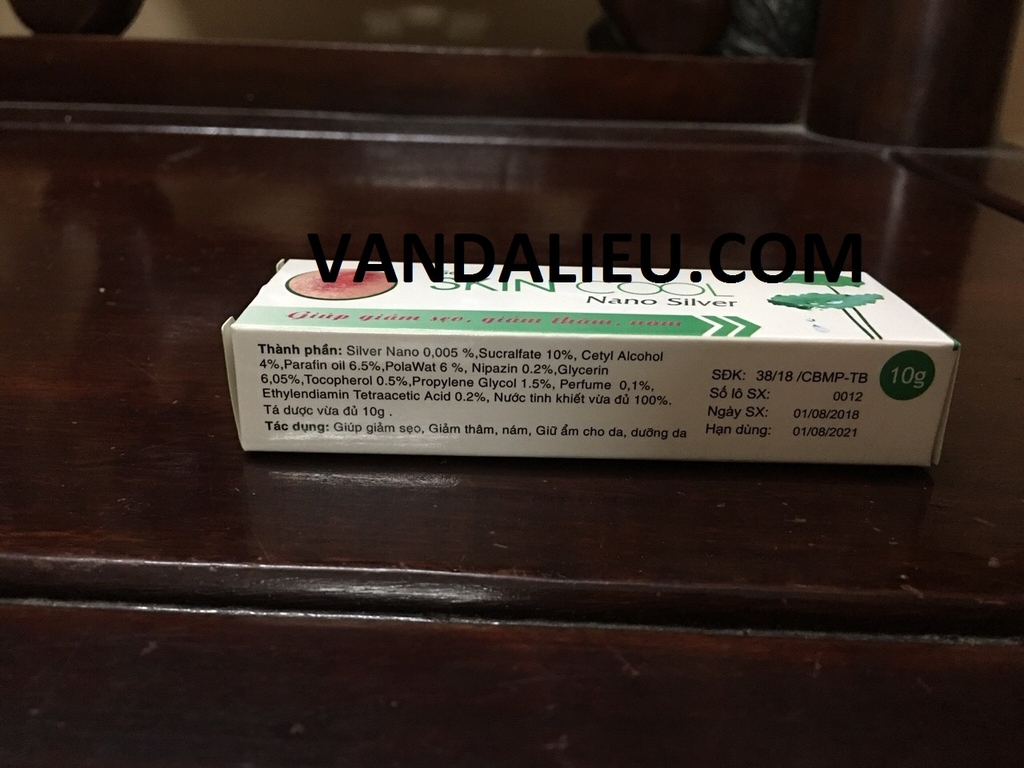 VANDALIEU.COM
SKIN COOL
Nano Silver
Giúp giảm sẹo, giảm thâm, nám
Thành phần: Silver Nano 0,005 %,Sucralfate 10%, Cetyl Alcohol
4%,Parafin oil 6.5%,PolaWat 6 %, Nipazin 0.2%,Glycerin
6,05%,Tocopherol 0.5%,Propylene Glycol 1.5%, Perfume 0,1%,
Ethylendiamin Tetraacetic Acid 0.2%, Nước tinh khiết vừa đủ 100%.
Tá dược vừa đủ 10g .
Tác dụng: Giúp giảm sẹo, Giảm thâm, nám, Giữ ẩm cho da, dưỡng da
SĐK: 38/18 /CBMP-TB
Số lô SX: 0012
Ngày SX: 01/08/2018
Hạn dùng: 01/08/2021
10g